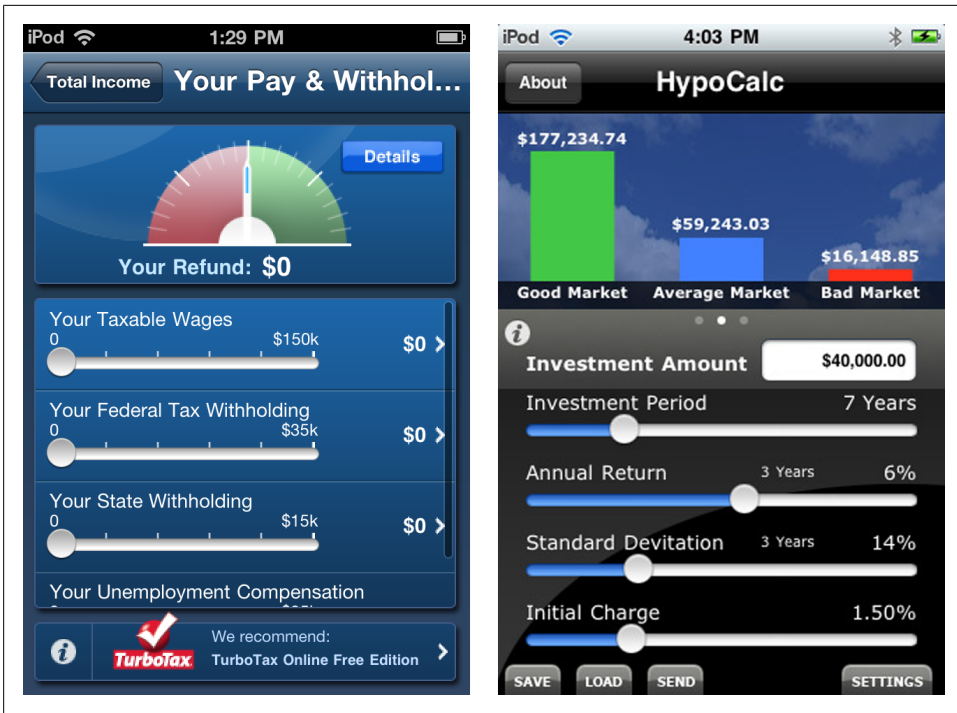 iPod 1:29 PM
Total Income Your Pay & Withhol...
Details
Your Refund: $0
Your Taxable Wages
0 $150k $0
Your Federal Tax Withholding
0 $35k $0
Your State Withholding
0 $15k $0
Your Unemployment Compensation
We recommend:
TurboTax TurboTax Online Free Edition
iPod 4:03 PM
About HypoCalc
$177,234.74
$59,243.03
$16,148.85
Good Market Average Market Bad Market
Investment Amount $40,000.00
Investment Period 7 Years
Annual Return 3 Years 6%
Standard Devitation 3 Years 14%
Initial Charge 1.50%
SAVE LOAD SEND SETTINGS